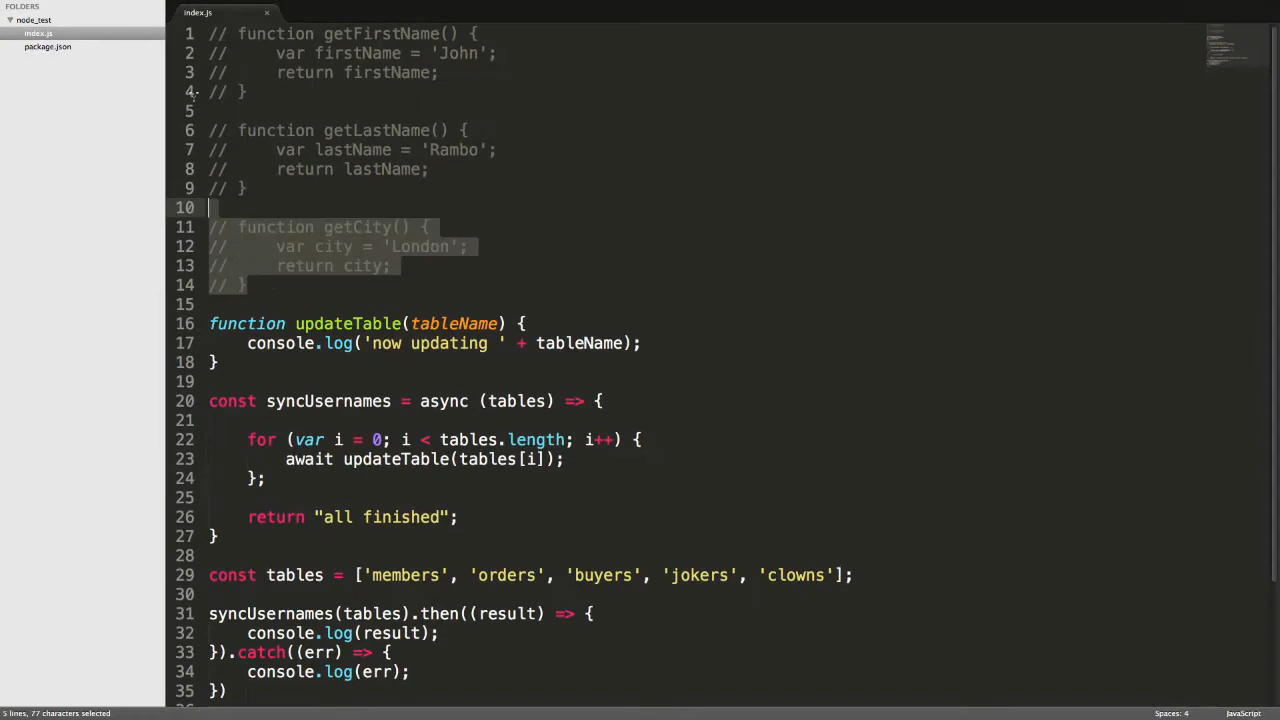 FOLDERS
node_test
index.js
package.json
index.js ×
1 // function getFirstName() {
2 //     var firstName = 'John';
3 //     return firstName;
4 // }
5
6 // function getLastName() {
7 //     var lastName = 'Rambo';
8 //     return lastName;
9 // }
10
11 // function getCity() {
12 //     var city = 'London';
13 //     return city;
14 // }
15
16 function updateTable(tableName) {
17     console.log('now updating ' + tableName);
18 }
19
20 const syncUsernames = async (tables) => {
21
22     for (var i = 0; i < tables.length; i++) {
23         await updateTable(tables[i]);
24     };
25
26     return "all finished";
27 }
28
29 const tables = ['members', 'orders', 'buyers', 'jokers', 'clowns'];
30
31 syncUsernames(tables).then((result) => {
32     console.log(result);
33 }).catch((err) => {
34     console.log(err);
35 })
5 lines, 77 characters selected
Spaces: 4
JavaScript